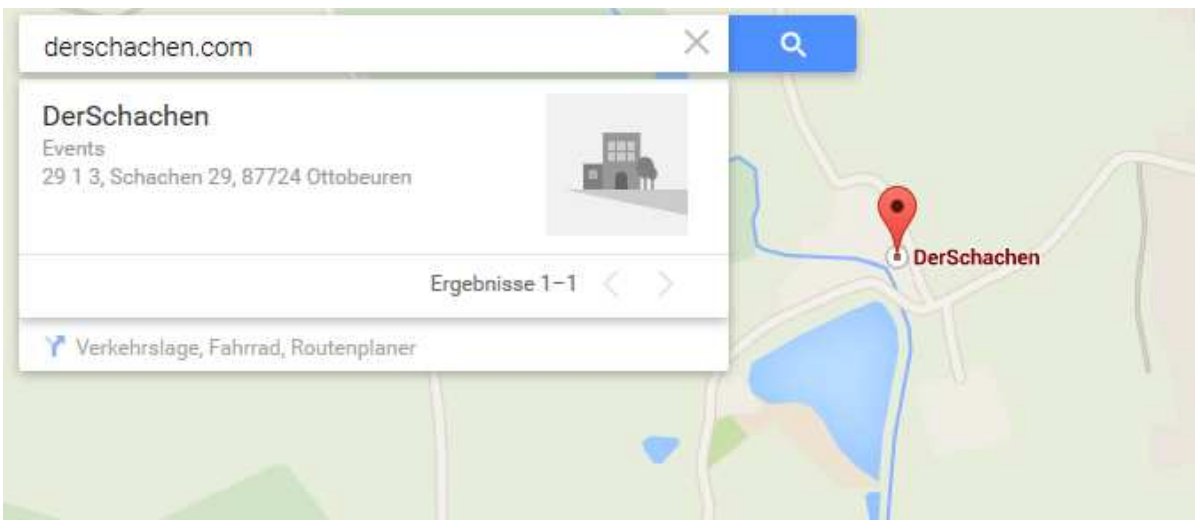 derschachen.com
DerSchachen
Events
29 1 3, Schachen 29, 87724 Ottobeuren
Ergebnisse 1–1
Verkehrslage, Fahrrad, Routenplaner
DerSchachen